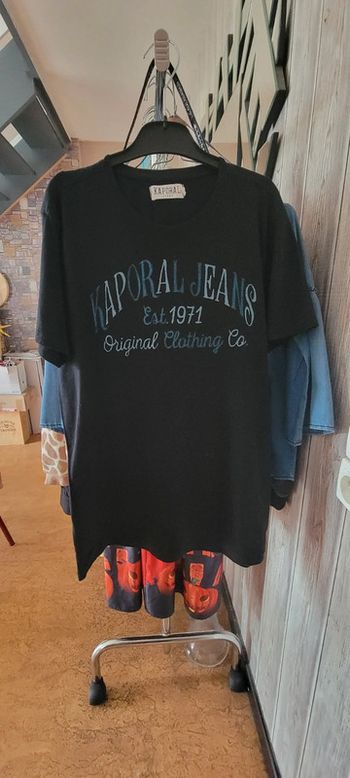 KAPORAL
KAPORAL JEANS
Est.1971
Original Clothing Co.